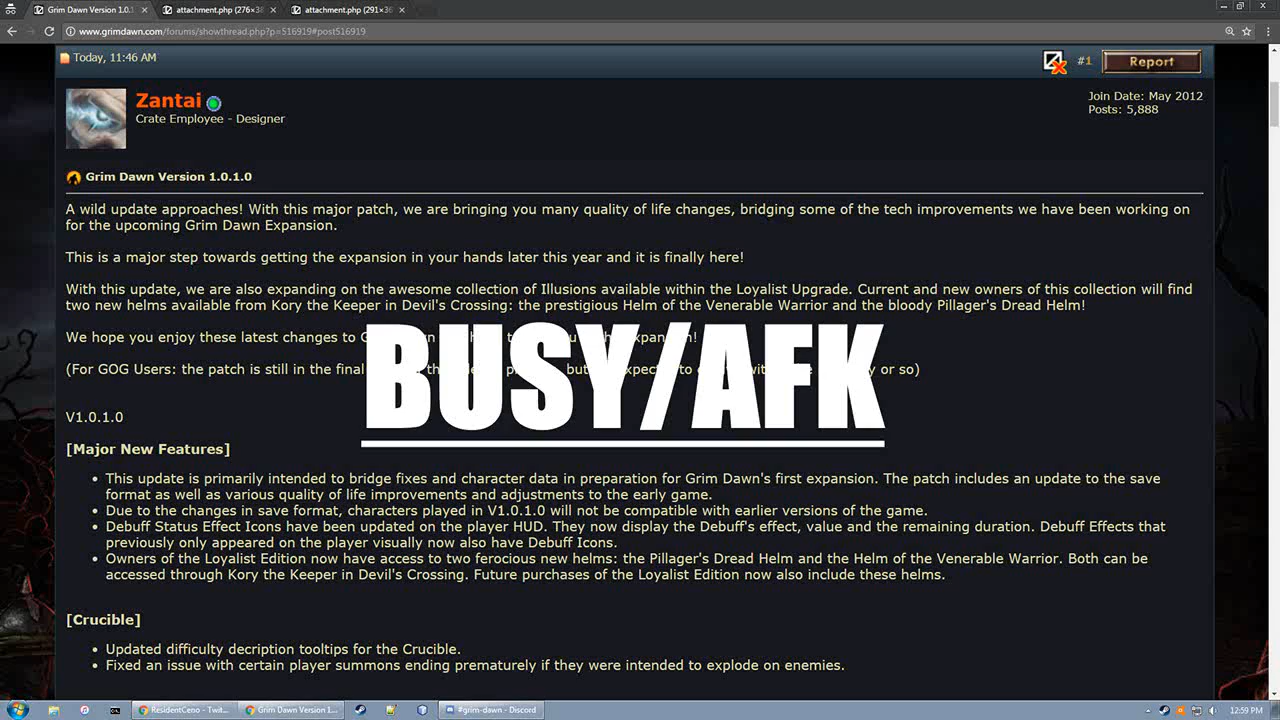 Grim Dawn Version 1.0.1
attachment.php (276×38
attachment.php (291×36
www.grimdawn.com/forums/showthread.php?p=516919#post516919
Today, 11:46 AM
#1
Report
Zantai
Join Date: May 2012
Crate Employee - Designer
Posts: 5,888
Grim Dawn Version 1.0.1.0
A wild update approaches! With this major patch, we are bringing you many quality of life changes, bridging some of the tech improvements we have been working on
for the upcoming Grim Dawn Expansion.
This is a major step towards getting the expansion in your hands later this year and it is finally here!
With this update, we are also expanding on the awesome collection of Illusions available within the Loyalist Upgrade. Current and new owners of this collection will find
two new helms available from Kory the Keeper in Devil's Crossing: the prestigious Helm of the Venerable Warrior and the bloody Pillager's Dread Helm!
We hope you enjoy these latest changes to
(For GOG Users: the patch is still in the final or so)
BUSY/AFK
V1.0.1.0
[Major New Features]
• This update is primarily intended to bridge fixes and character data in preparation for Grim Dawn's first expansion. The patch includes an update to the save
format as well as various quality of life improvements and adjustments to the early game.
• Due to the changes in save format, characters played in V1.0.1.0 will not be compatible with earlier versions of the game.
• Debuff Status Effect Icons have been updated on the player HUD. They now display the Debuff's effect, value and the remaining duration. Debuff Effects that
previously only appeared on the player visually now also have Debuff Icons.
• Owners of the Loyalist Edition now have access to two ferocious new helms: the Pillager's Dread Helm and the Helm of the Venerable Warrior. Both can be
accessed through Kory the Keeper in Devil's Crossing. Future purchases of the Loyalist Edition now also include these helms.
[Crucible]
• Updated difficulty decription tooltips for the Crucible.
• Fixed an issue with certain player summons ending prematurely if they were intended to explode on enemies.
ResidentCeno - Twit...
Grim Dawn Version 1...
#grim-dawn - Discord
12:59 PM